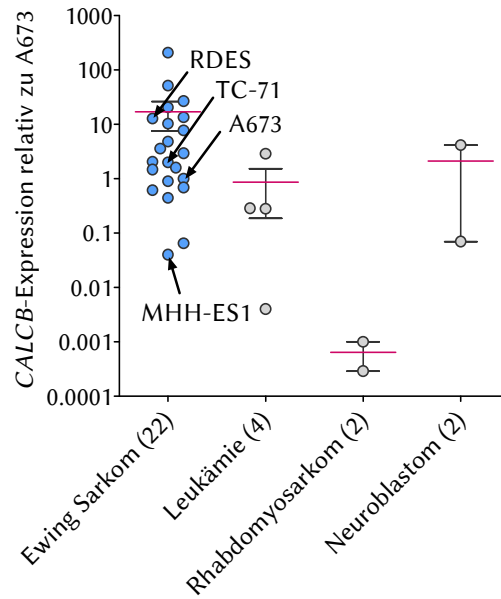 CALCB-Expression relativ zu A673
1000
100
10
1
0.1
0.01
0.001
0.0001
RDES
TC-71
A673
MHH-ES1
Ewing Sarkom (22)
Leukämie (4)
Rhabdomyosarkom (2)
Neuroblastom (2)